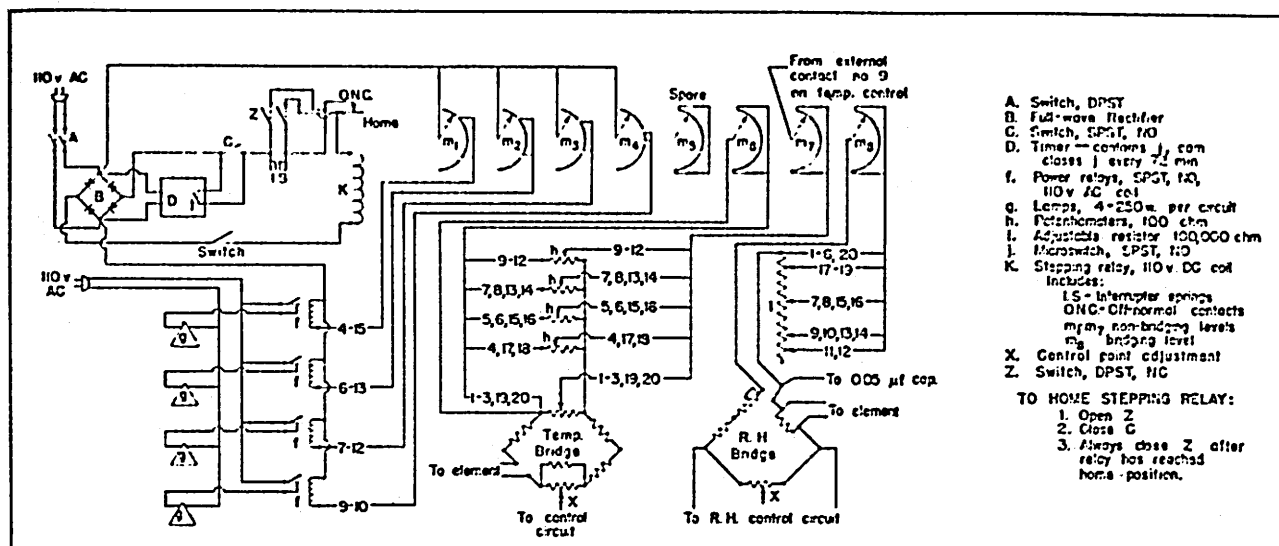 110 v AC
A
B
Z
C
O.N.C.
Home
I S
K
D
j
Switch
110 v
AC
m1
m2
m3
m4
Spare
m5
m6
m7
m8
From external
contact no 9
on temp. control
g
f
4-15
g
f
6-13
g
f
7-12
g
f
9-10
9-12
h
9-12
7,8,13,14
h
7,8,13,14
5,6,15,16
h
5,6,15,16
4,17,18
h
4,17,18
1-3,19,20
1-3,19,20
Temp.
Bridge
To element
X
To control
circuit
1-6, 20
17-19
7,8,15,16
9,10,13,14
11,12
To 0.05 µf cap.
To element
R. H.
Bridge
X
To R. H. control circuit
A. Switch, DPST
B. Full-wave Rectifier
C. Switch, SPST, NO
D. Timer — contains j, cam
closes j every 72 min
f. Power relays, SPST, NO,
110 v AC coil
g. Lamps, 4-250 w. per circuit
h. Potentiometers, 100 ohm
I. Adjustable resistor 100,000 ohm
j. Microswitch, SPST, NO
K. Stepping relay, 110 v. DC coil
Includes:
I.S.- Interrupter springs
O.N.C.- Off-normal contacts
m1-m7 non-bridging levels
m8 bridging level
X. Control point adjustment
Z. Switch, DPST, NC
TO HOME STEPPING RELAY:
1. Open Z
2. Close C
3. Always close Z after
relay has reached
home-position.